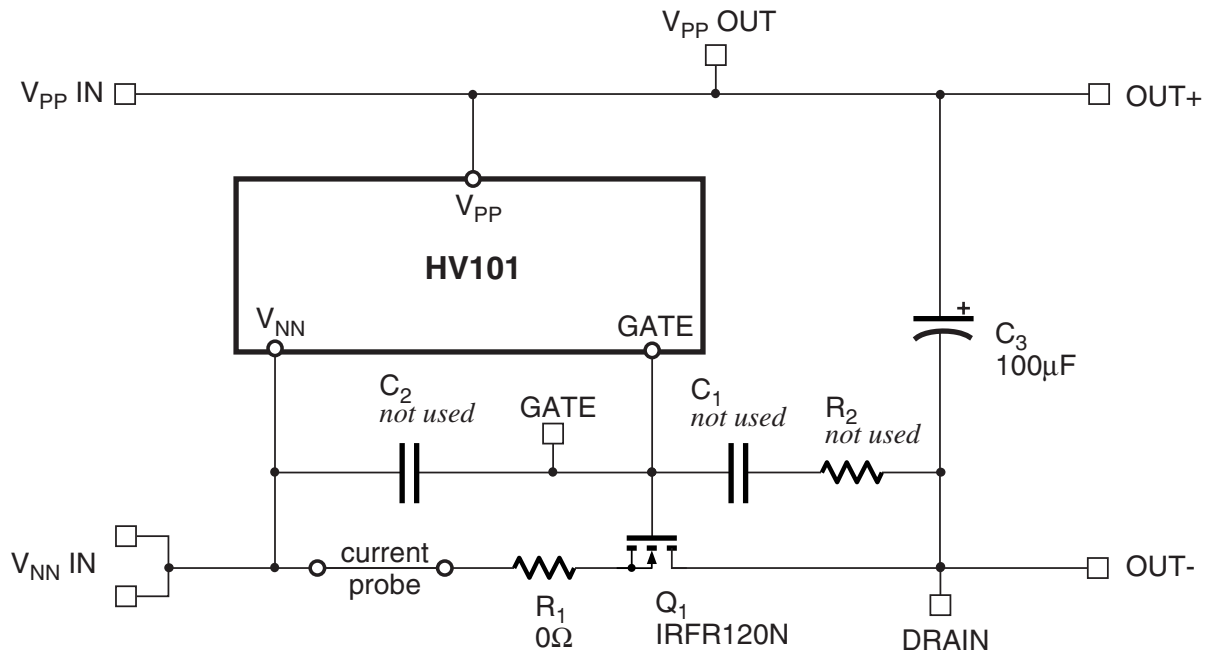 V_PP OUT
V_PP IN
OUT+
V_PP
HV101
V_NN
GATE
C_3
100μF
C_2
not used
GATE
C_1
not used
R_2
not used
V_NN IN
current
probe
R_1
0Ω
Q_1
IRFR120N
OUT-
DRAIN
+